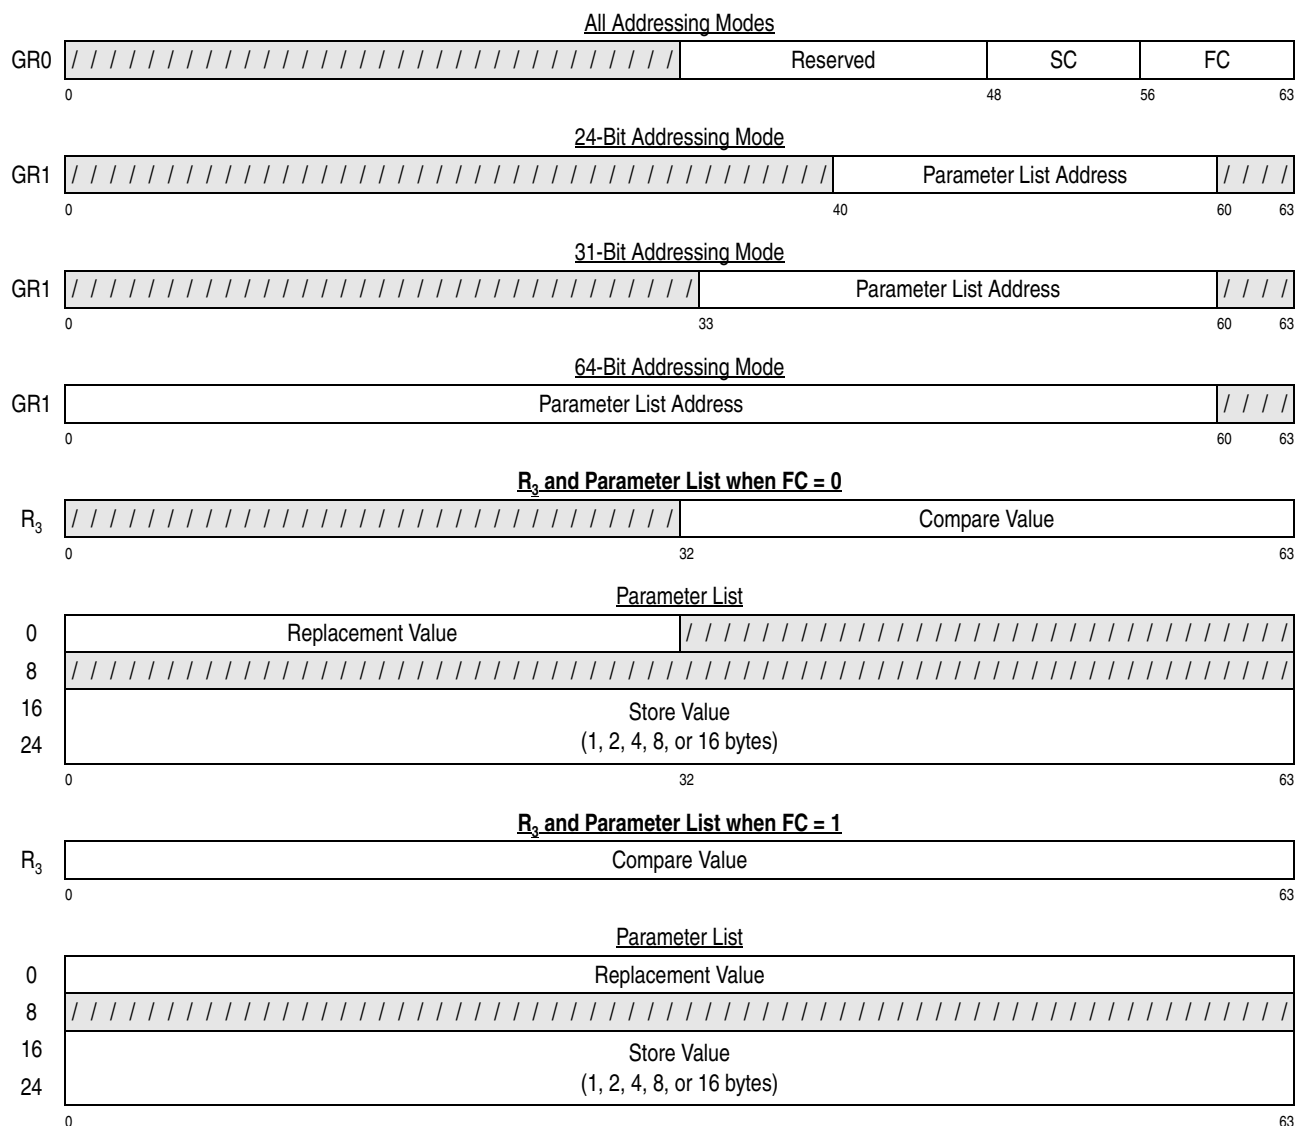 All Addressing Modes
GR0 / / / / / / / / / / / / / / / / / / / / / / / / / / / / / / / / Reserved SC FC
0 48 56 63
24-Bit Addressing Mode
GR1 / / / / / / / / / / / / / / / / / / / / / / / / / / / / / / / / / / / / / / / / Parameter List Address / / / /
0 40 60 63
31-Bit Addressing Mode
GR1 / / / / / / / / / / / / / / / / / / / / / / / / / / / / / / / / / Parameter List Address / / / /
0 33 60 63
64-Bit Addressing Mode
GR1 Parameter List Address / / / /
0 60 63
R3 and Parameter List when FC = 0
R3 / / / / / / / / / / / / / / / / / / / / / / / / / / / / / / / / Compare Value
0 32 63
Parameter List
0 Replacement Value / / / / / / / / / / / / / / / / / / / / / / / / / / / / / / / /
8 / / / / / / / / / / / / / / / / / / / / / / / / / / / / / / / / / / / / / / / / / / / / / / / / / / / / / / / / / / / / / / / /
16 Store Value
24 (1, 2, 4, 8, or 16 bytes)
0 32 63
R3 and Parameter List when FC = 1
R3 Compare Value
0 63
Parameter List
0 Replacement Value
8 / / / / / / / / / / / / / / / / / / / / / / / / / / / / / / / / / / / / / / / / / / / / / / / / / / / / / / / / / / / / / / / /
16 Store Value
24 (1, 2, 4, 8, or 16 bytes)
0 63